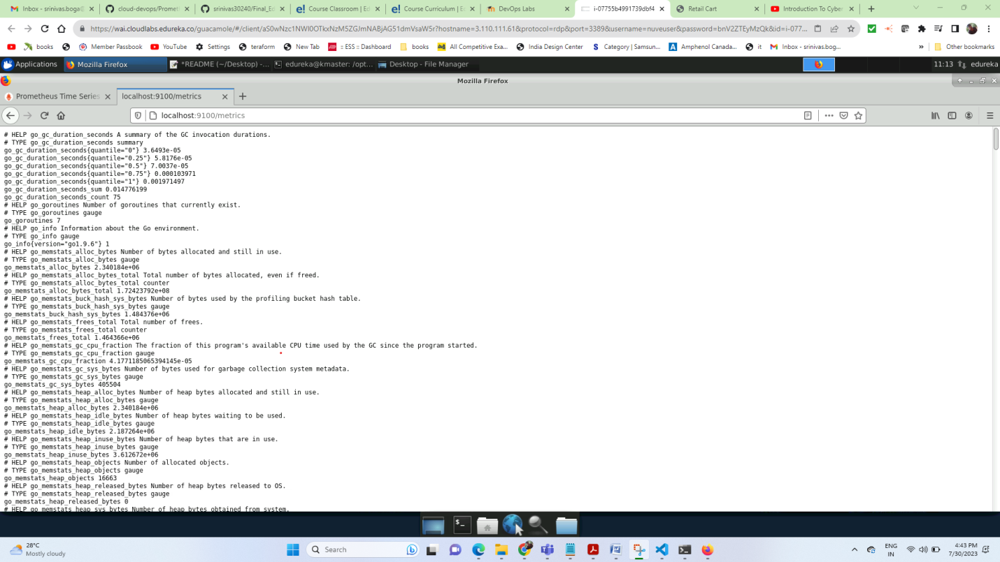 Inbox - srinivas.boga@
cloud-devops/Promet
srinivas30240/Final_Ed
Course Classroom | Ed
Course Curriculum | Ec
DevOps Labs
i-07755b4991739dbf4
Retail Cart
Introduction To Cyber
https://wai.cloudlabs.edureka.co/guacamole/#/client/aS0wNzc1NWI0OTkxNzM5ZGJmNABjAG51dmVsaW5r?hostname=3.110.111.61&protocol=rdp&port=3389&username=nuveuser&password=bnV2ZTEyMzQk&id=i-077...
books
Member Passbook
YouTube
Settings
teraform
New Tab
:: ESS :: Dashboard
books
All Competitive Exa...
India Design Center
Category | Samsun...
Amphenol Canada...
it
Inbox - srinivas.bog...
»
Other bookmarks
Applications
Mozilla Firefox
*README (~/Desktop) -...
edureka@kmaster: /opt...
Desktop - File Manager
11:13
edureka
Mozilla Firefox
Prometheus Time Series
localhost:9100/metrics
localhost:9100/metrics
# HELP go_gc_duration_seconds A summary of the GC invocation durations.
# TYPE go_gc_duration_seconds summary
go_gc_duration_seconds{quantile="0"} 3.6493e-05
go_gc_duration_seconds{quantile="0.25"} 5.8176e-05
go_gc_duration_seconds{quantile="0.5"} 7.0037e-05
go_gc_duration_seconds{quantile="0.75"} 0.000103971
go_gc_duration_seconds{quantile="1"} 0.001971497
go_gc_duration_seconds_sum 0.014776199
go_gc_duration_seconds_count 75
# HELP go_goroutines Number of goroutines that currently exist.
# TYPE go_goroutines gauge
go_goroutines 7
# HELP go_info Information about the Go environment.
# TYPE go_info gauge
go_info{version="go1.9.6"} 1
# HELP go_memstats_alloc_bytes Number of bytes allocated and still in use.
# TYPE go_memstats_alloc_bytes gauge
go_memstats_alloc_bytes 2.340184e+06
# HELP go_memstats_alloc_bytes_total Total number of bytes allocated, even if freed.
# TYPE go_memstats_alloc_bytes_total counter
go_memstats_alloc_bytes_total 1.72423792e+08
# HELP go_memstats_buck_hash_sys_bytes Number of bytes used by the profiling bucket hash table.
# TYPE go_memstats_buck_hash_sys_bytes gauge
go_memstats_buck_hash_sys_bytes 1.484376e+06
# HELP go_memstats_frees_total Total number of frees.
# TYPE go_memstats_frees_total counter
go_memstats_frees_total 1.464366e+06
# HELP go_memstats_gc_cpu_fraction The fraction of this program's available CPU time used by the GC since the program started.
# TYPE go_memstats_gc_cpu_fraction gauge
go_memstats_gc_cpu_fraction 4.1771185065394145e-05
# HELP go_memstats_gc_sys_bytes Number of bytes used for garbage collection system metadata.
# TYPE go_memstats_gc_sys_bytes gauge
go_memstats_gc_sys_bytes 405504
# HELP go_memstats_heap_alloc_bytes Number of heap bytes allocated and still in use.
# TYPE go_memstats_heap_alloc_bytes gauge
go_memstats_heap_alloc_bytes 2.340184e+06
# HELP go_memstats_heap_idle_bytes Number of heap bytes waiting to be used.
# TYPE go_memstats_heap_idle_bytes gauge
go_memstats_heap_idle_bytes 2.187264e+06
# HELP go_memstats_heap_inuse_bytes Number of heap bytes that are in use.
# TYPE go_memstats_heap_inuse_bytes gauge
go_memstats_heap_inuse_bytes 3.612672e+06
# HELP go_memstats_heap_objects Number of allocated objects.
# TYPE go_memstats_heap_objects gauge
go_memstats_heap_objects 16663
# HELP go_memstats_heap_released_bytes Number of heap bytes released to OS.
# TYPE go_memstats_heap_released_bytes gauge
go_memstats_heap_released_bytes 0
# HELP go_memstats_heap_sys_bytes Number of heap bytes obtained from system.
28°C
Mostly cloudy
Search
ENG
IN
4:43 PM
7/30/2023